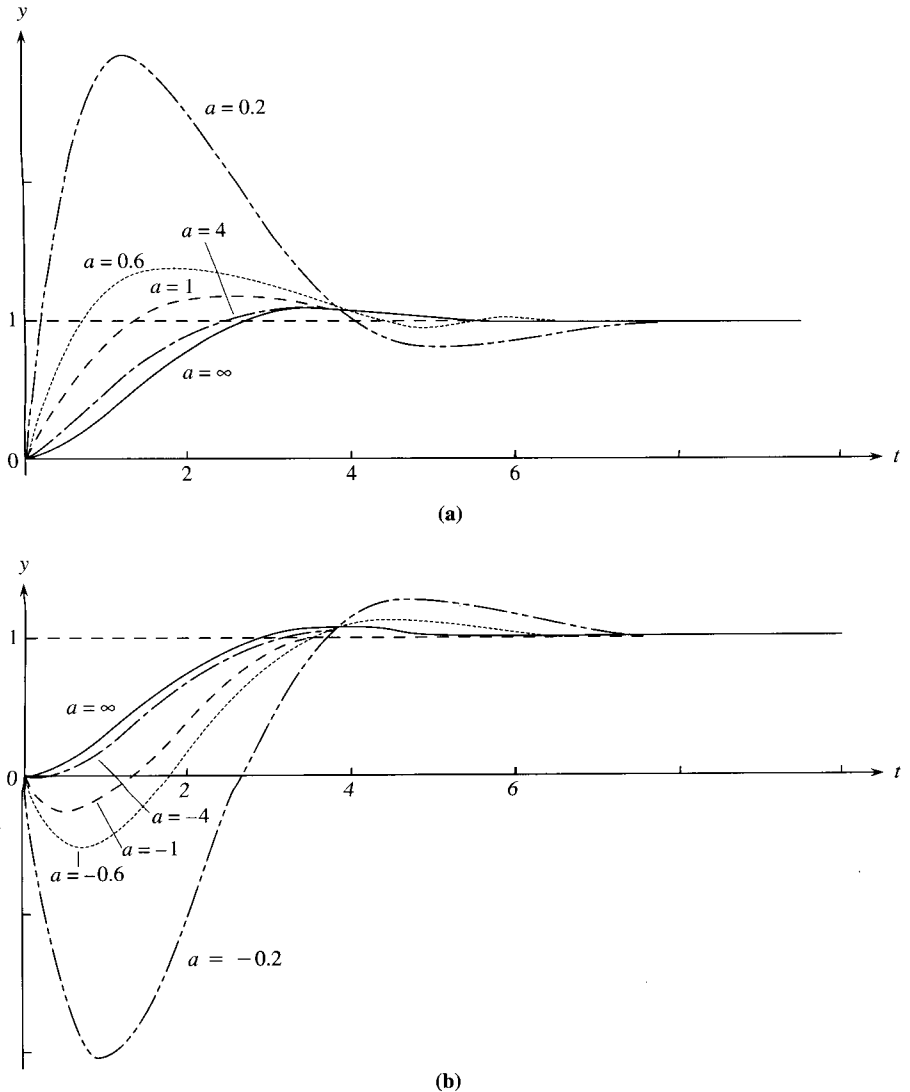 y
a = 0.2
a = 4
a = 0.6
a = 1
1
a = ∞
0
2
4
6
t
(a)
y
1
a = ∞
0
2
4
6
t
a = −4
a = −1
a = −0.6
a = −0.2
(b)